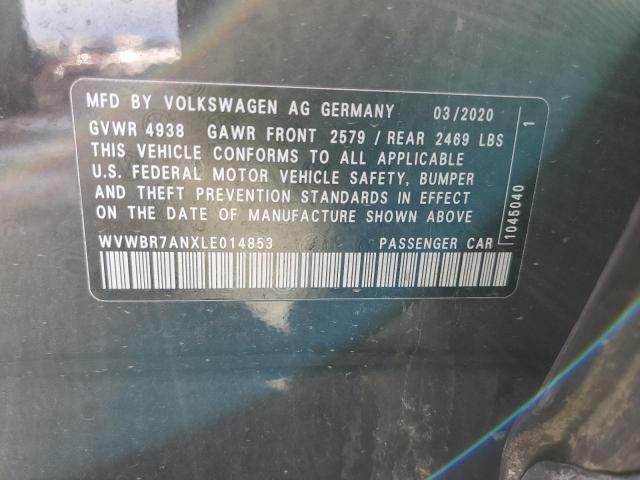 MFD BY VOLKSWAGEN AG GERMANY 03/2020
GVWR 4938 GAWR FRONT 2579 / REAR 2469 LBS
THIS VEHICLE CONFORMS TO ALL APPLICABLE
U.S. FEDERAL MOTOR VEHICLE SAFETY, BUMPER
AND THEFT PREVENTION STANDARDS IN EFFECT
ON THE DATE OF MANUFACTURE SHOWN ABOVE
WVWBR7ANXLE014853 PASSENGER CAR
1045040 1